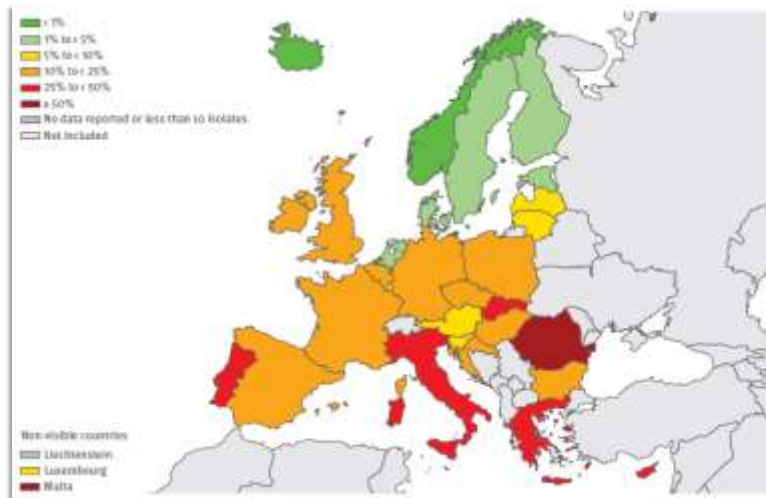 < 1%
1% to < 5%
5% to < 10%
10% to < 25%
25% to < 50%
≥ 50%
No data reported or less than 10 isolates
Not included
Non-visible countries
Liechtenstein
Luxembourg
Malta